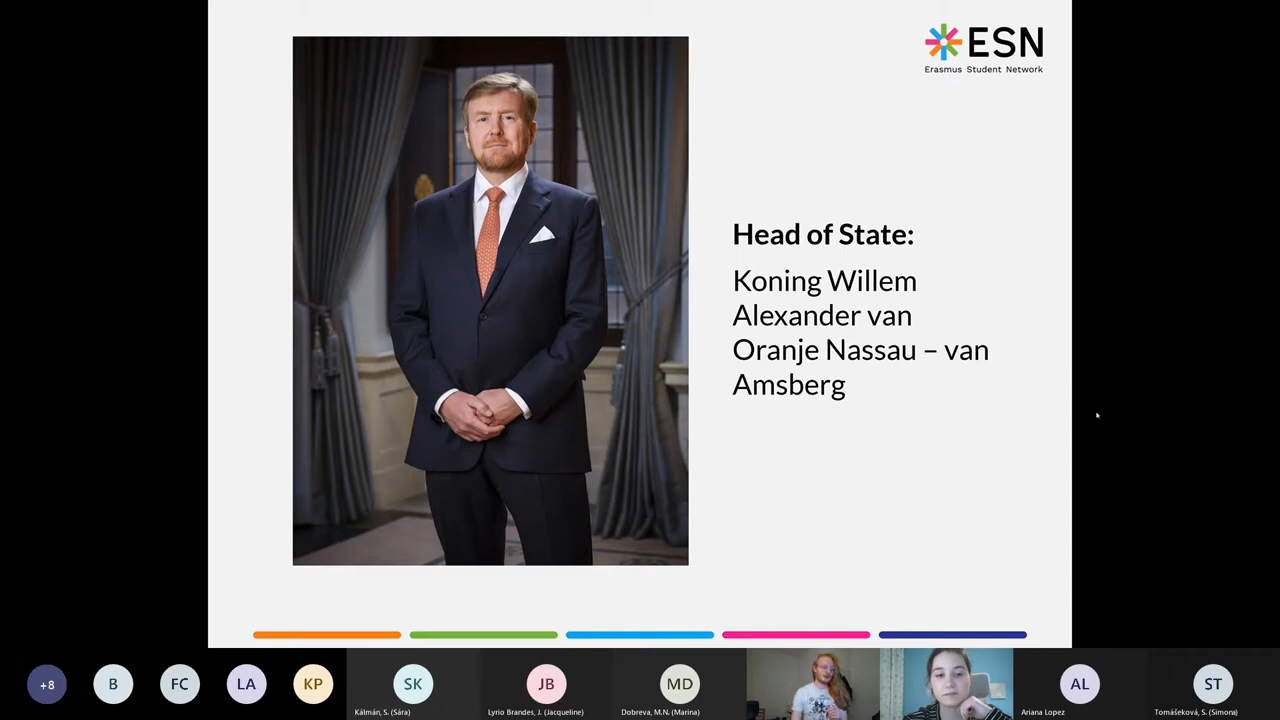 ESN
Erasmus Student Network
Head of State:
Koning Willem
Alexander van
Oranje Nassau – van
Amsberg
+8
B
FC
LA
KP
SK
JB
MD
AL
ST
Kálmán, S. (Sára)
Lyrio Brandes, J. (Jacqueline)
Dobreva, M.N. (Marina)
Ariana Lopez
Tomášeková, S. (Simona)